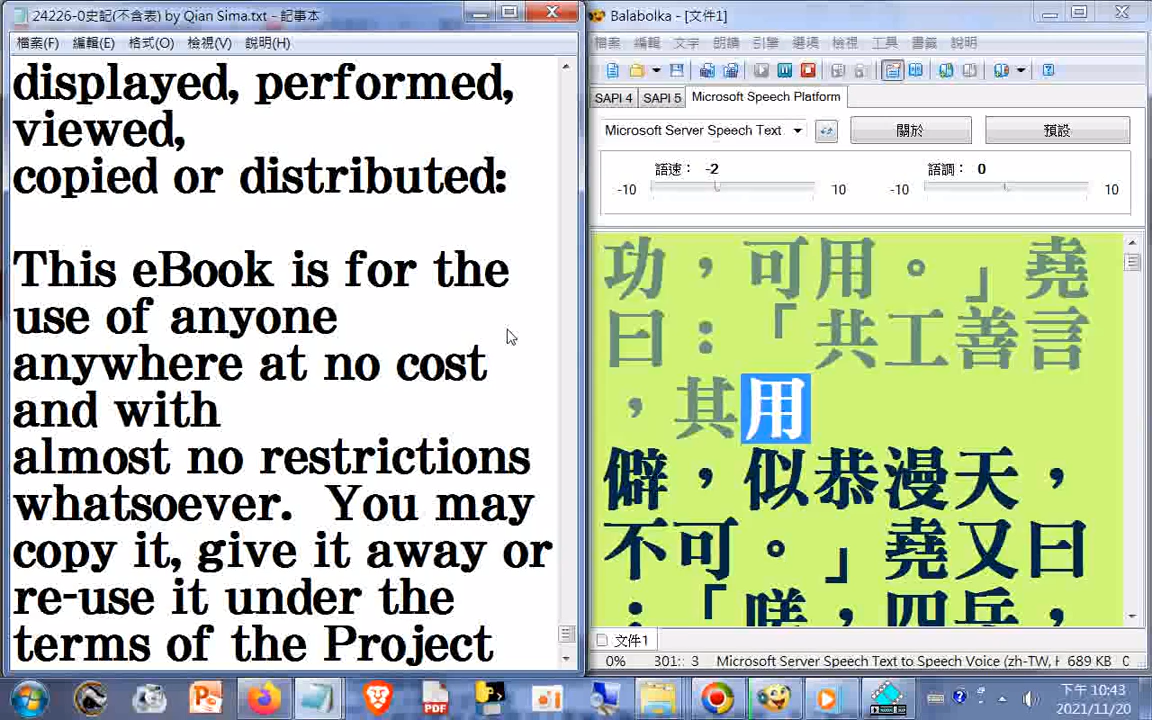 24226-0史記(不含表) by Qian Sima.txt - 記事本
檔案(F) 編輯(E) 格式(O) 檢視(V) 說明(H)
displayed, performed,
viewed,
copied or distributed:
This eBook is for the
use of anyone
anywhere at no cost
and with
almost no restrictions
whatsoever. You may
copy it, give it away or
re-use it under the
terms of the Project
Balabolka - [文件1]
檔案 編輯 文字 朗讀 引擎 選項 檢視 工具 書籤 說明
SAPI 4 SAPI 5 Microsoft Speech Platform
Microsoft Server Speech Text 關於 預設
語速： -2 語調： 0
-10 10 -10 10
功，可用。」堯
曰：「共工善言
，其用
僻，似恭漫天，
不可。」堯又曰
：「嗟，四嶽，
文件1
0% 301: 3 Microsoft Server Speech Text to Speech Voice (zh-TW, 689 KB 0
PDF
下午 10:43
2021/11/20